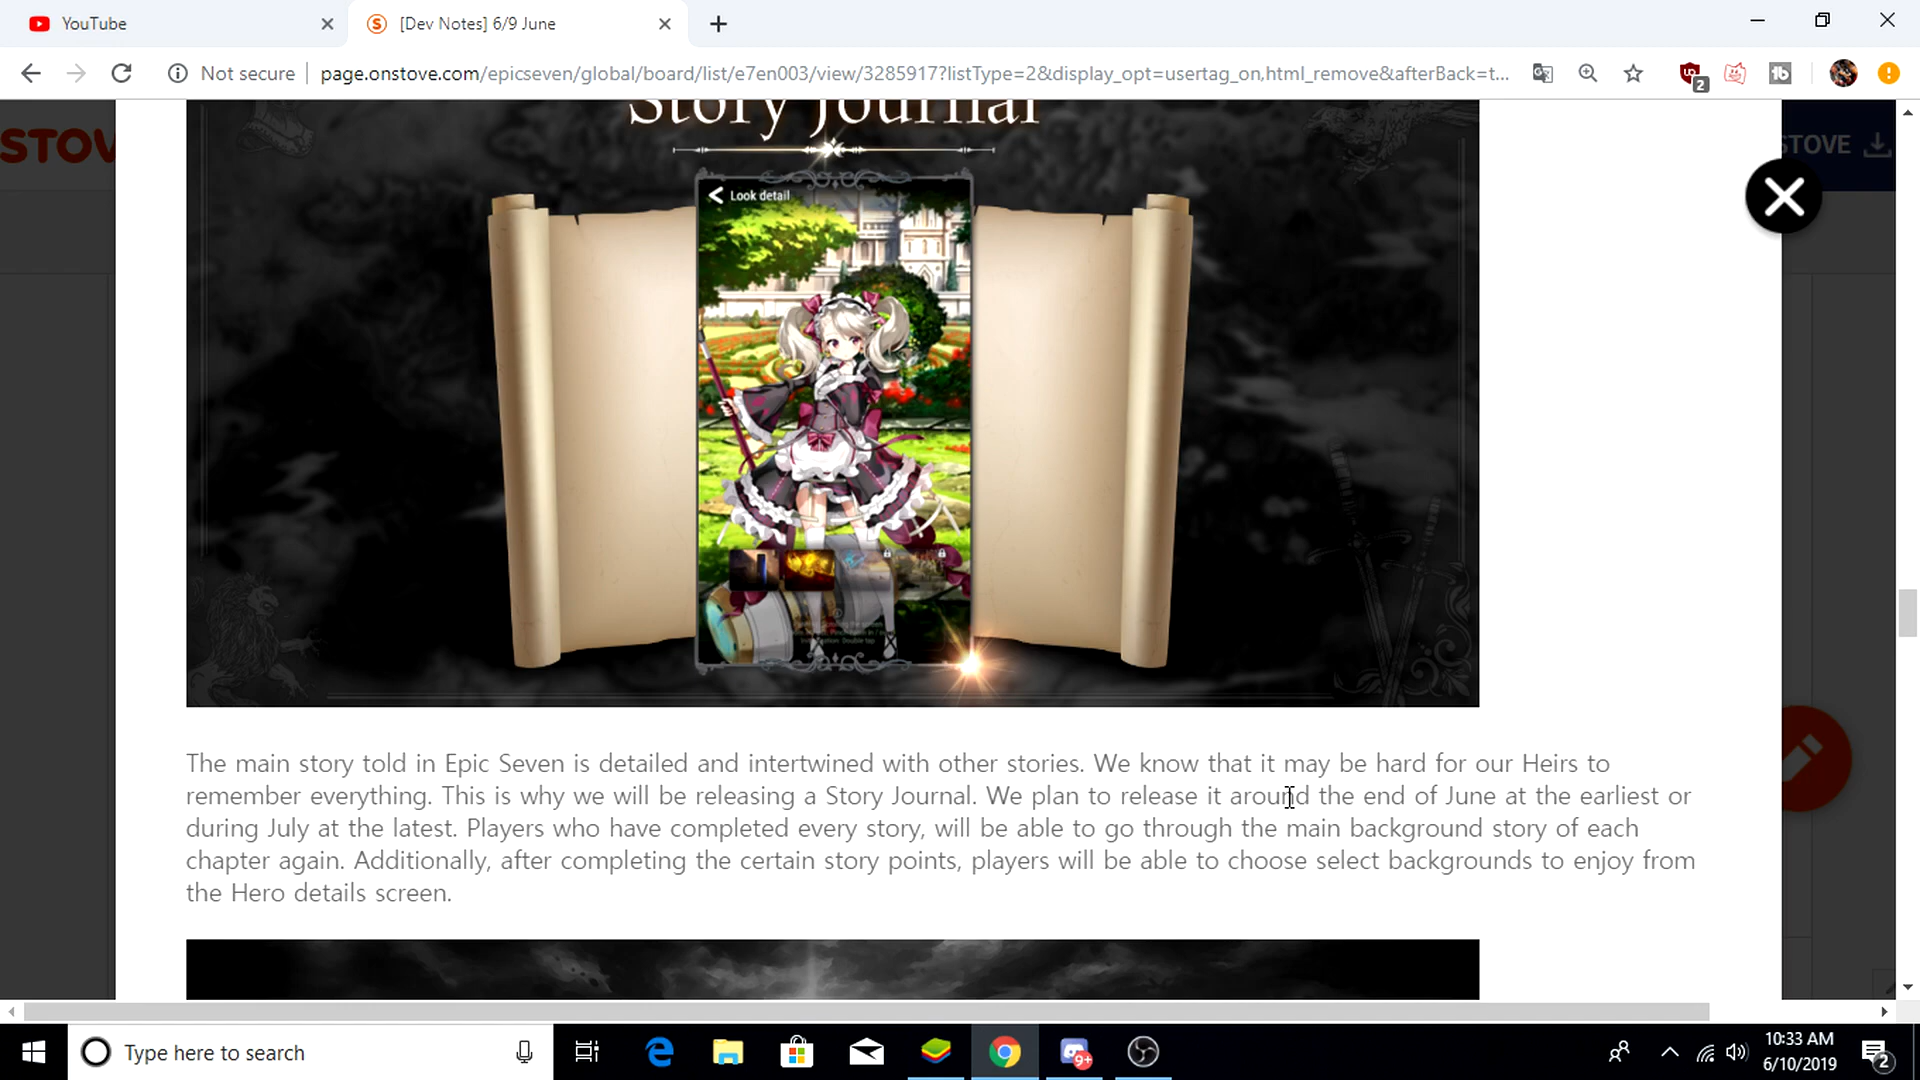 YouTube
[Dev Notes] 6/9 June
Not secure
page.onstove.com/epicseven/global/board/list/e7en003/view/3285917?listType=2&display_opt=usertag_on,html_remove&afterBack=t...
2
Story Journal
STOV
STOVE
Look detail
The main story told in Epic Seven is detailed and intertwined with other stories. We know that it may be hard for our Heirs to
remember everything. This is why we will be releasing a Story Journal. We plan to release it around the end of June at the earliest or
during July at the latest. Players who have completed every story, will be able to go through the main background story of each
chapter again. Additionally, after completing the certain story points, players will be able to choose select backgrounds to enjoy from
the Hero details screen.
Type here to search
9+
10:33 AM
6/10/2019
2